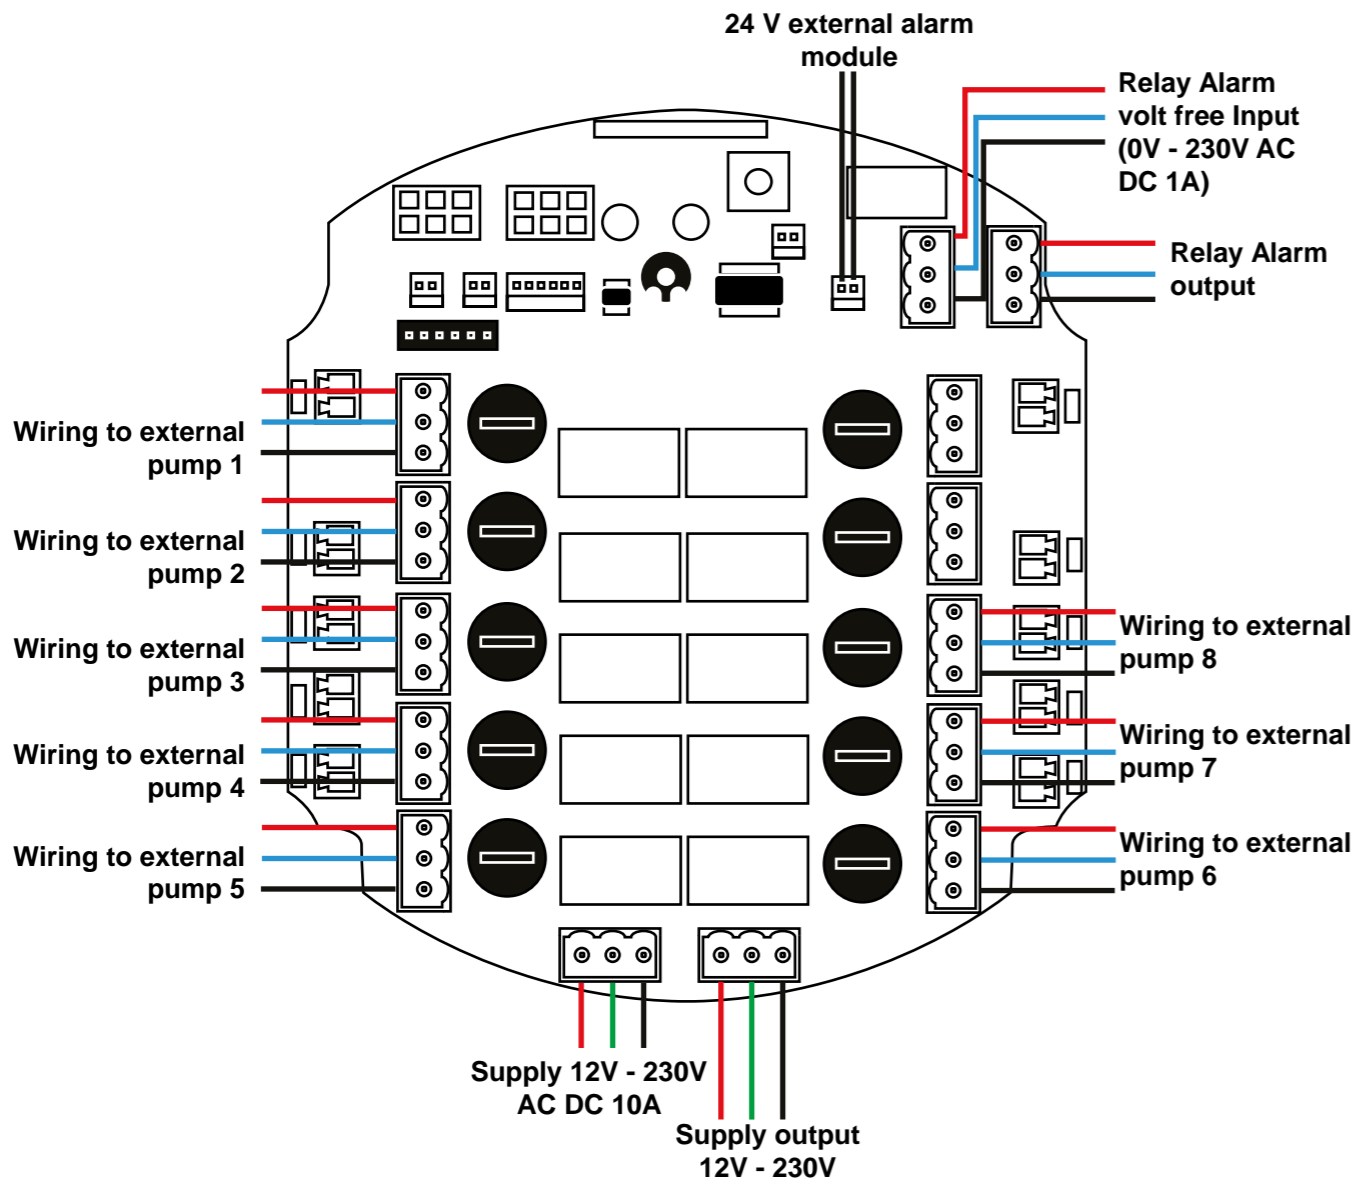 24 V external alarm
module
Relay Alarm
volt free Input
(0V - 230V AC
DC 1A)
Relay Alarm
output
Wiring to external
pump 1
Wiring to external
pump 2
Wiring to external
pump 3
Wiring to external
pump 4
Wiring to external
pump 5
Wiring to external
pump 8
Wiring to external
pump 7
Wiring to external
pump 6
Supply 12V - 230V
AC DC 10A
Supply output
12V - 230V